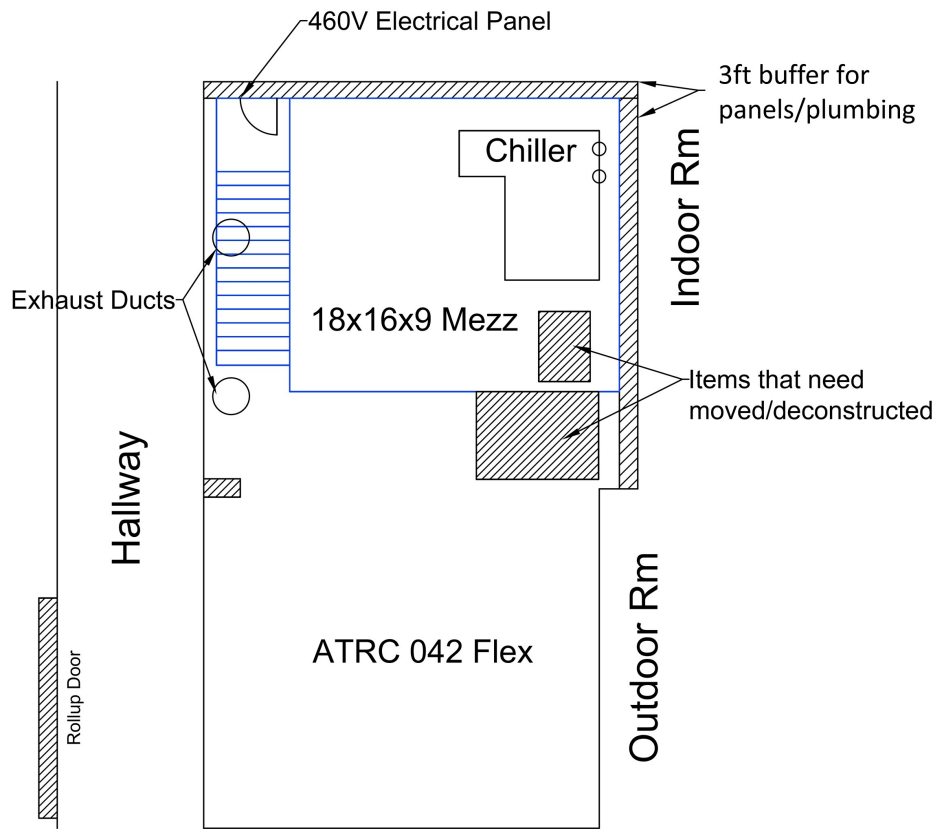 460V Electrical Panel
3ft buffer for
panels/plumbing
Chiller
Indoor Rm
Exhaust Ducts
18x16x9 Mezz
Items that need
moved/deconstructed
Hallway
Outdoor Rm
ATRC 042 Flex
Rollup Door